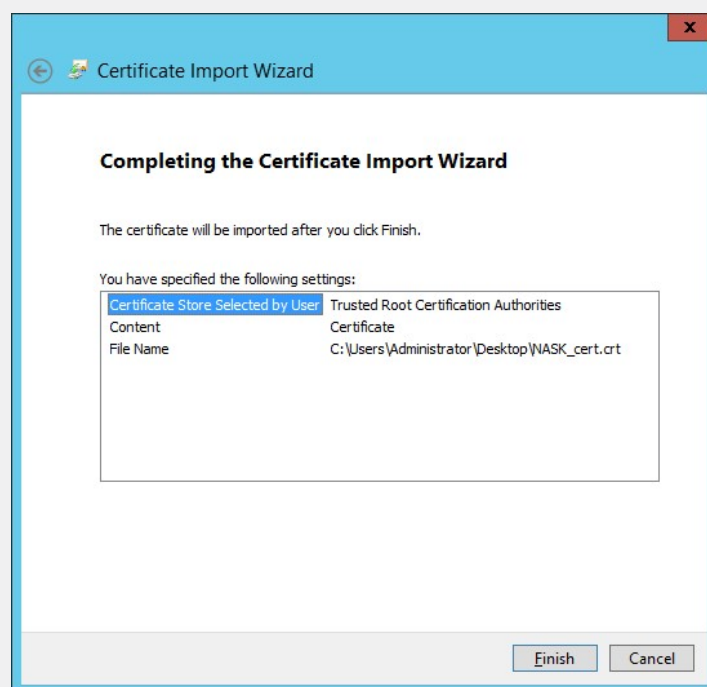 x
Certificate Import Wizard
Completing the Certificate Import Wizard
The certificate will be imported after you click Finish.
You have specified the following settings:
Certificate Store Selected by User Trusted Root Certification Authorities
Content Certificate
File Name C:\Users\Administrator\Desktop\NASK_cert.crt
Finish Cancel